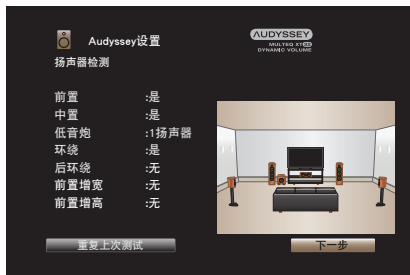 Audyssey设置
AUDYSSEY
MULTEQ XT32
DYNAMIC VOLUME
扬声器检测
前置 :是
中置 :是
低音炮 :1扬声器
环绕 :是
后环绕 :无
前置增宽 :无
前置增高 :无
重复上次测试
下一步